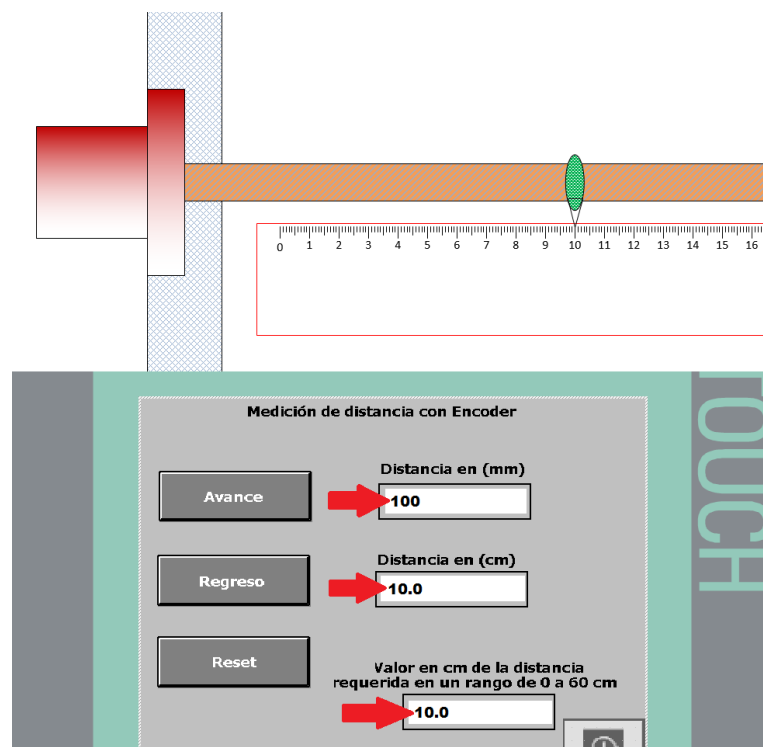 0 1 2 3 4 5 6 7 8 9 10 11 12 13 14 15 16
Medición de distancia con Encoder
Distancia en (mm)
Avance
100
Distancia en (cm)
Regreso
10.0
Reset
Valor en cm de la distancia
requerida en un rango de 0 a 60 cm
10.0
TOUCH